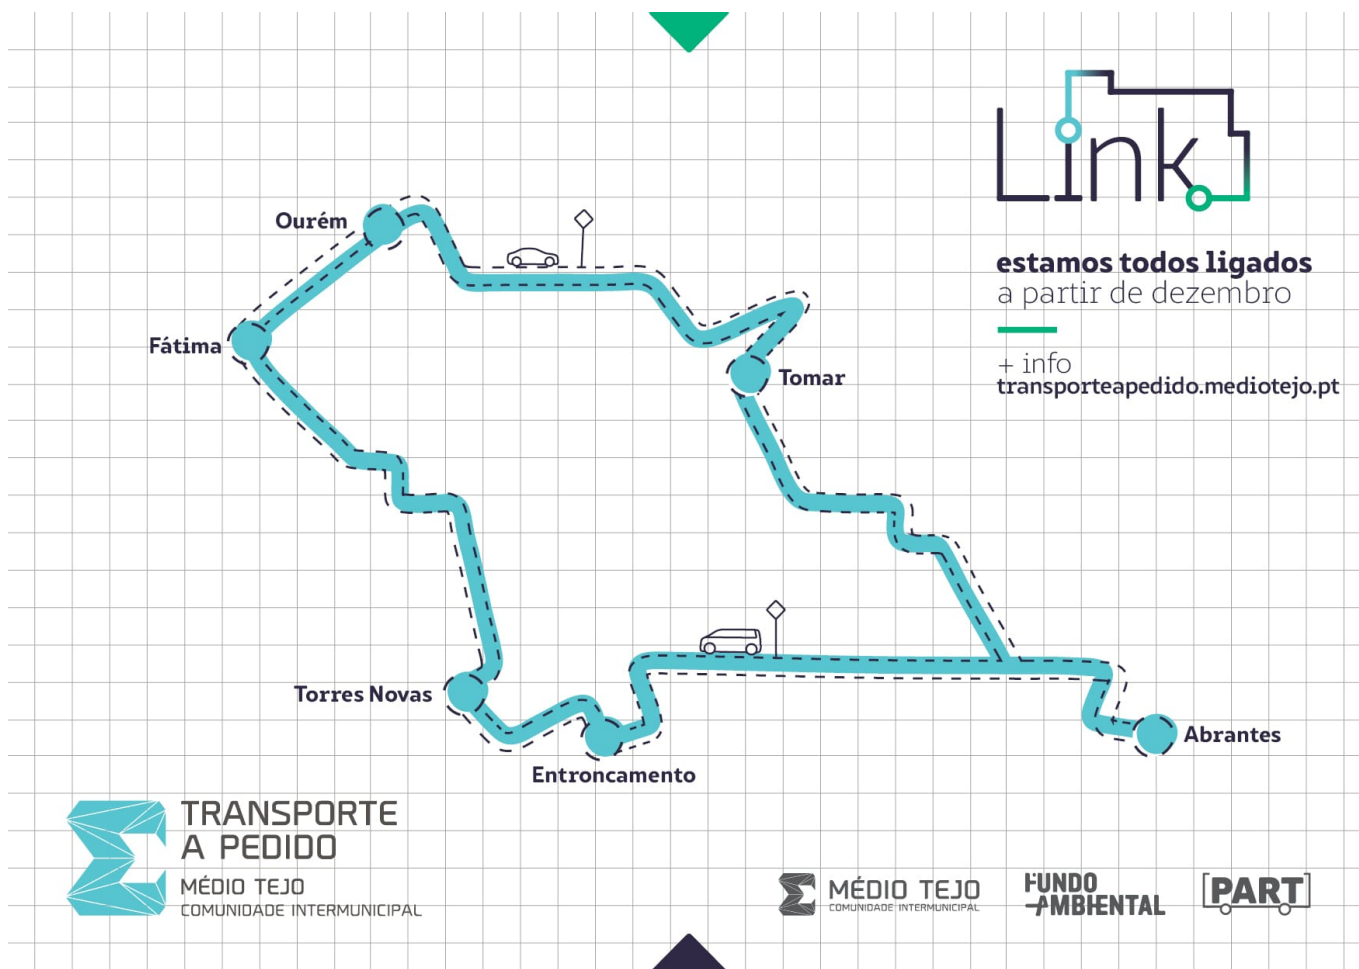 Link
estamos todos ligados
a partir de dezembro
+ info
transporteapedido.mediotejo.pt
Ourém
Fátima
Tomar
Torres Novas
Entroncamento
Abrantes
TRANSPORTE
A PEDIDO
MÉDIO TEJO
COMUNIDADE INTERMUNICIPAL
MÉDIO TEJO
COMUNIDADE INTERMUNICIPAL
FUNDO
AMBIENTAL
[PART]